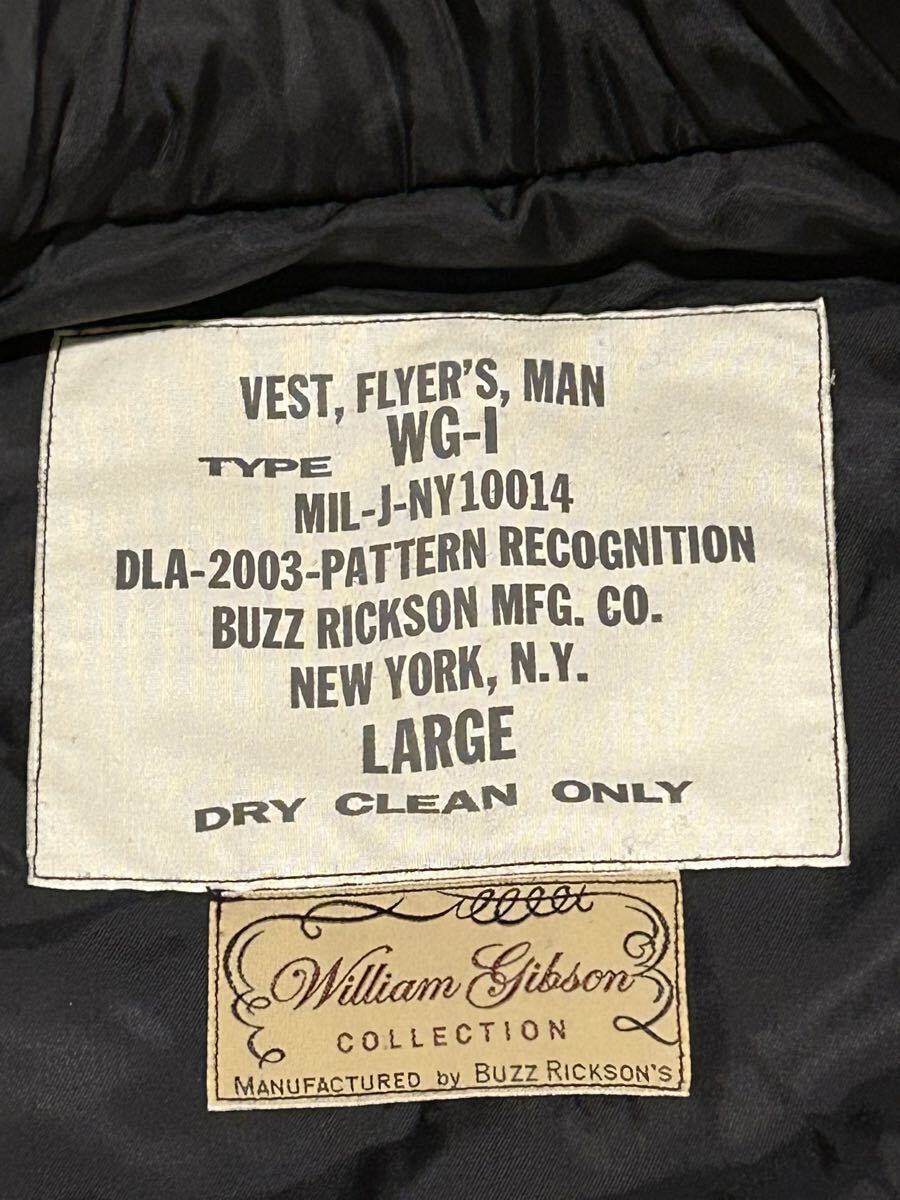 VEST, FLYER'S, MAN
TYPE WG-1
MIL-J-NY10014
DLA-2003-PATTERN RECOGNITION
BUZZ RICKSON MFG. CO.
NEW YORK, N.Y.
LARGE
DRY CLEAN ONLY
William Gibson
COLLECTION
MANUFACTURED by BUZZ RICKSON'S